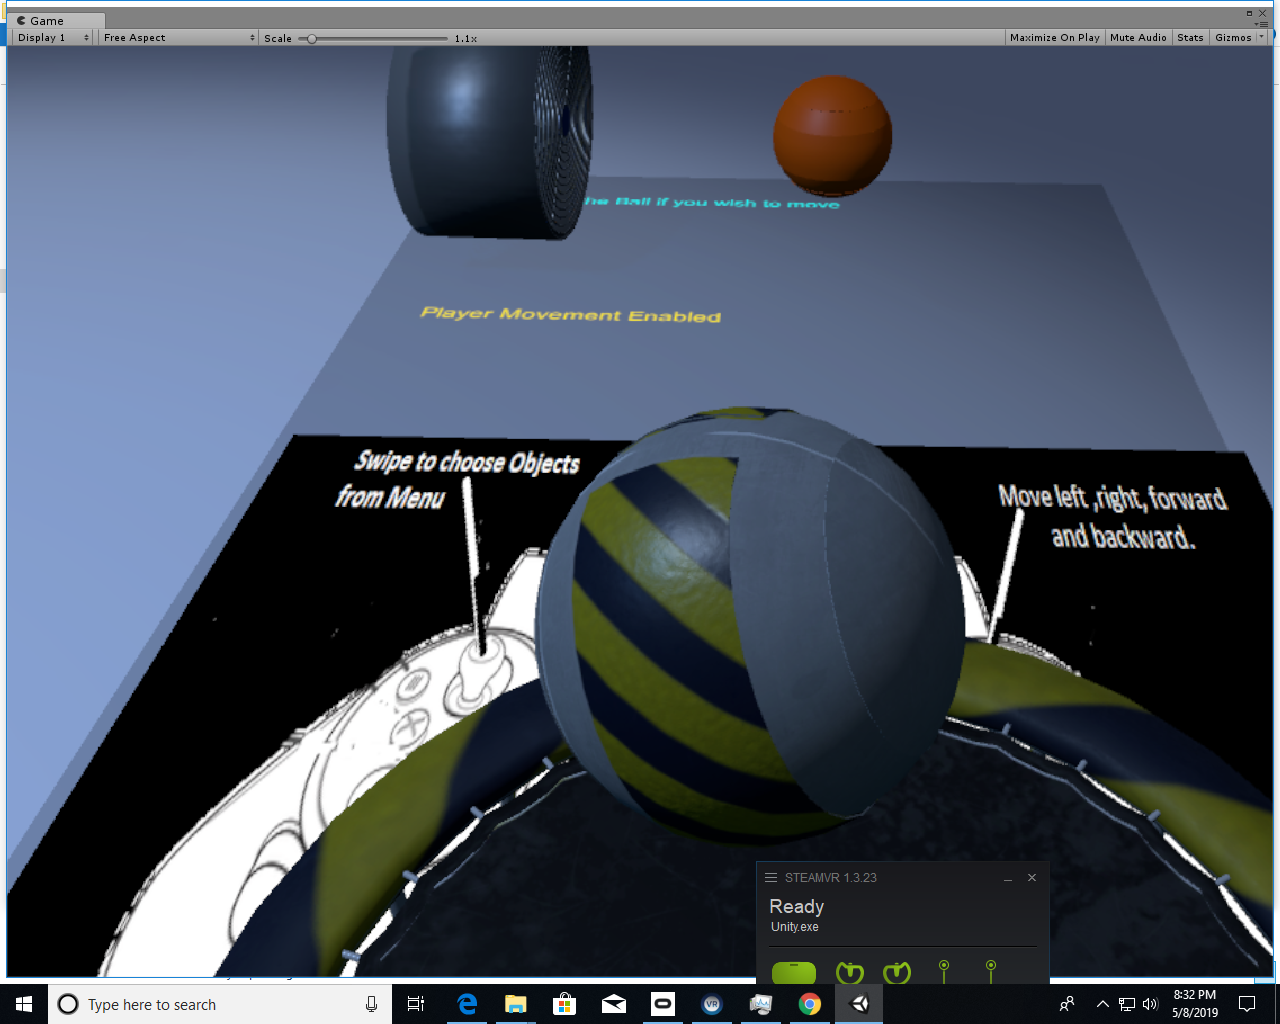 Game
Display 1
Free Aspect
Scale
1.1x
Maximize On Play
Mute Audio
Stats
Gizmos
he Ball if you wish to move
Player Movement Enabled
Swipe to choose Objects
from Menu
Move left ,right, forward
and backward.
STEAMVR 1.3.23
Ready
Unity.exe
Type here to search
VR
8:32 PM
5/8/2019